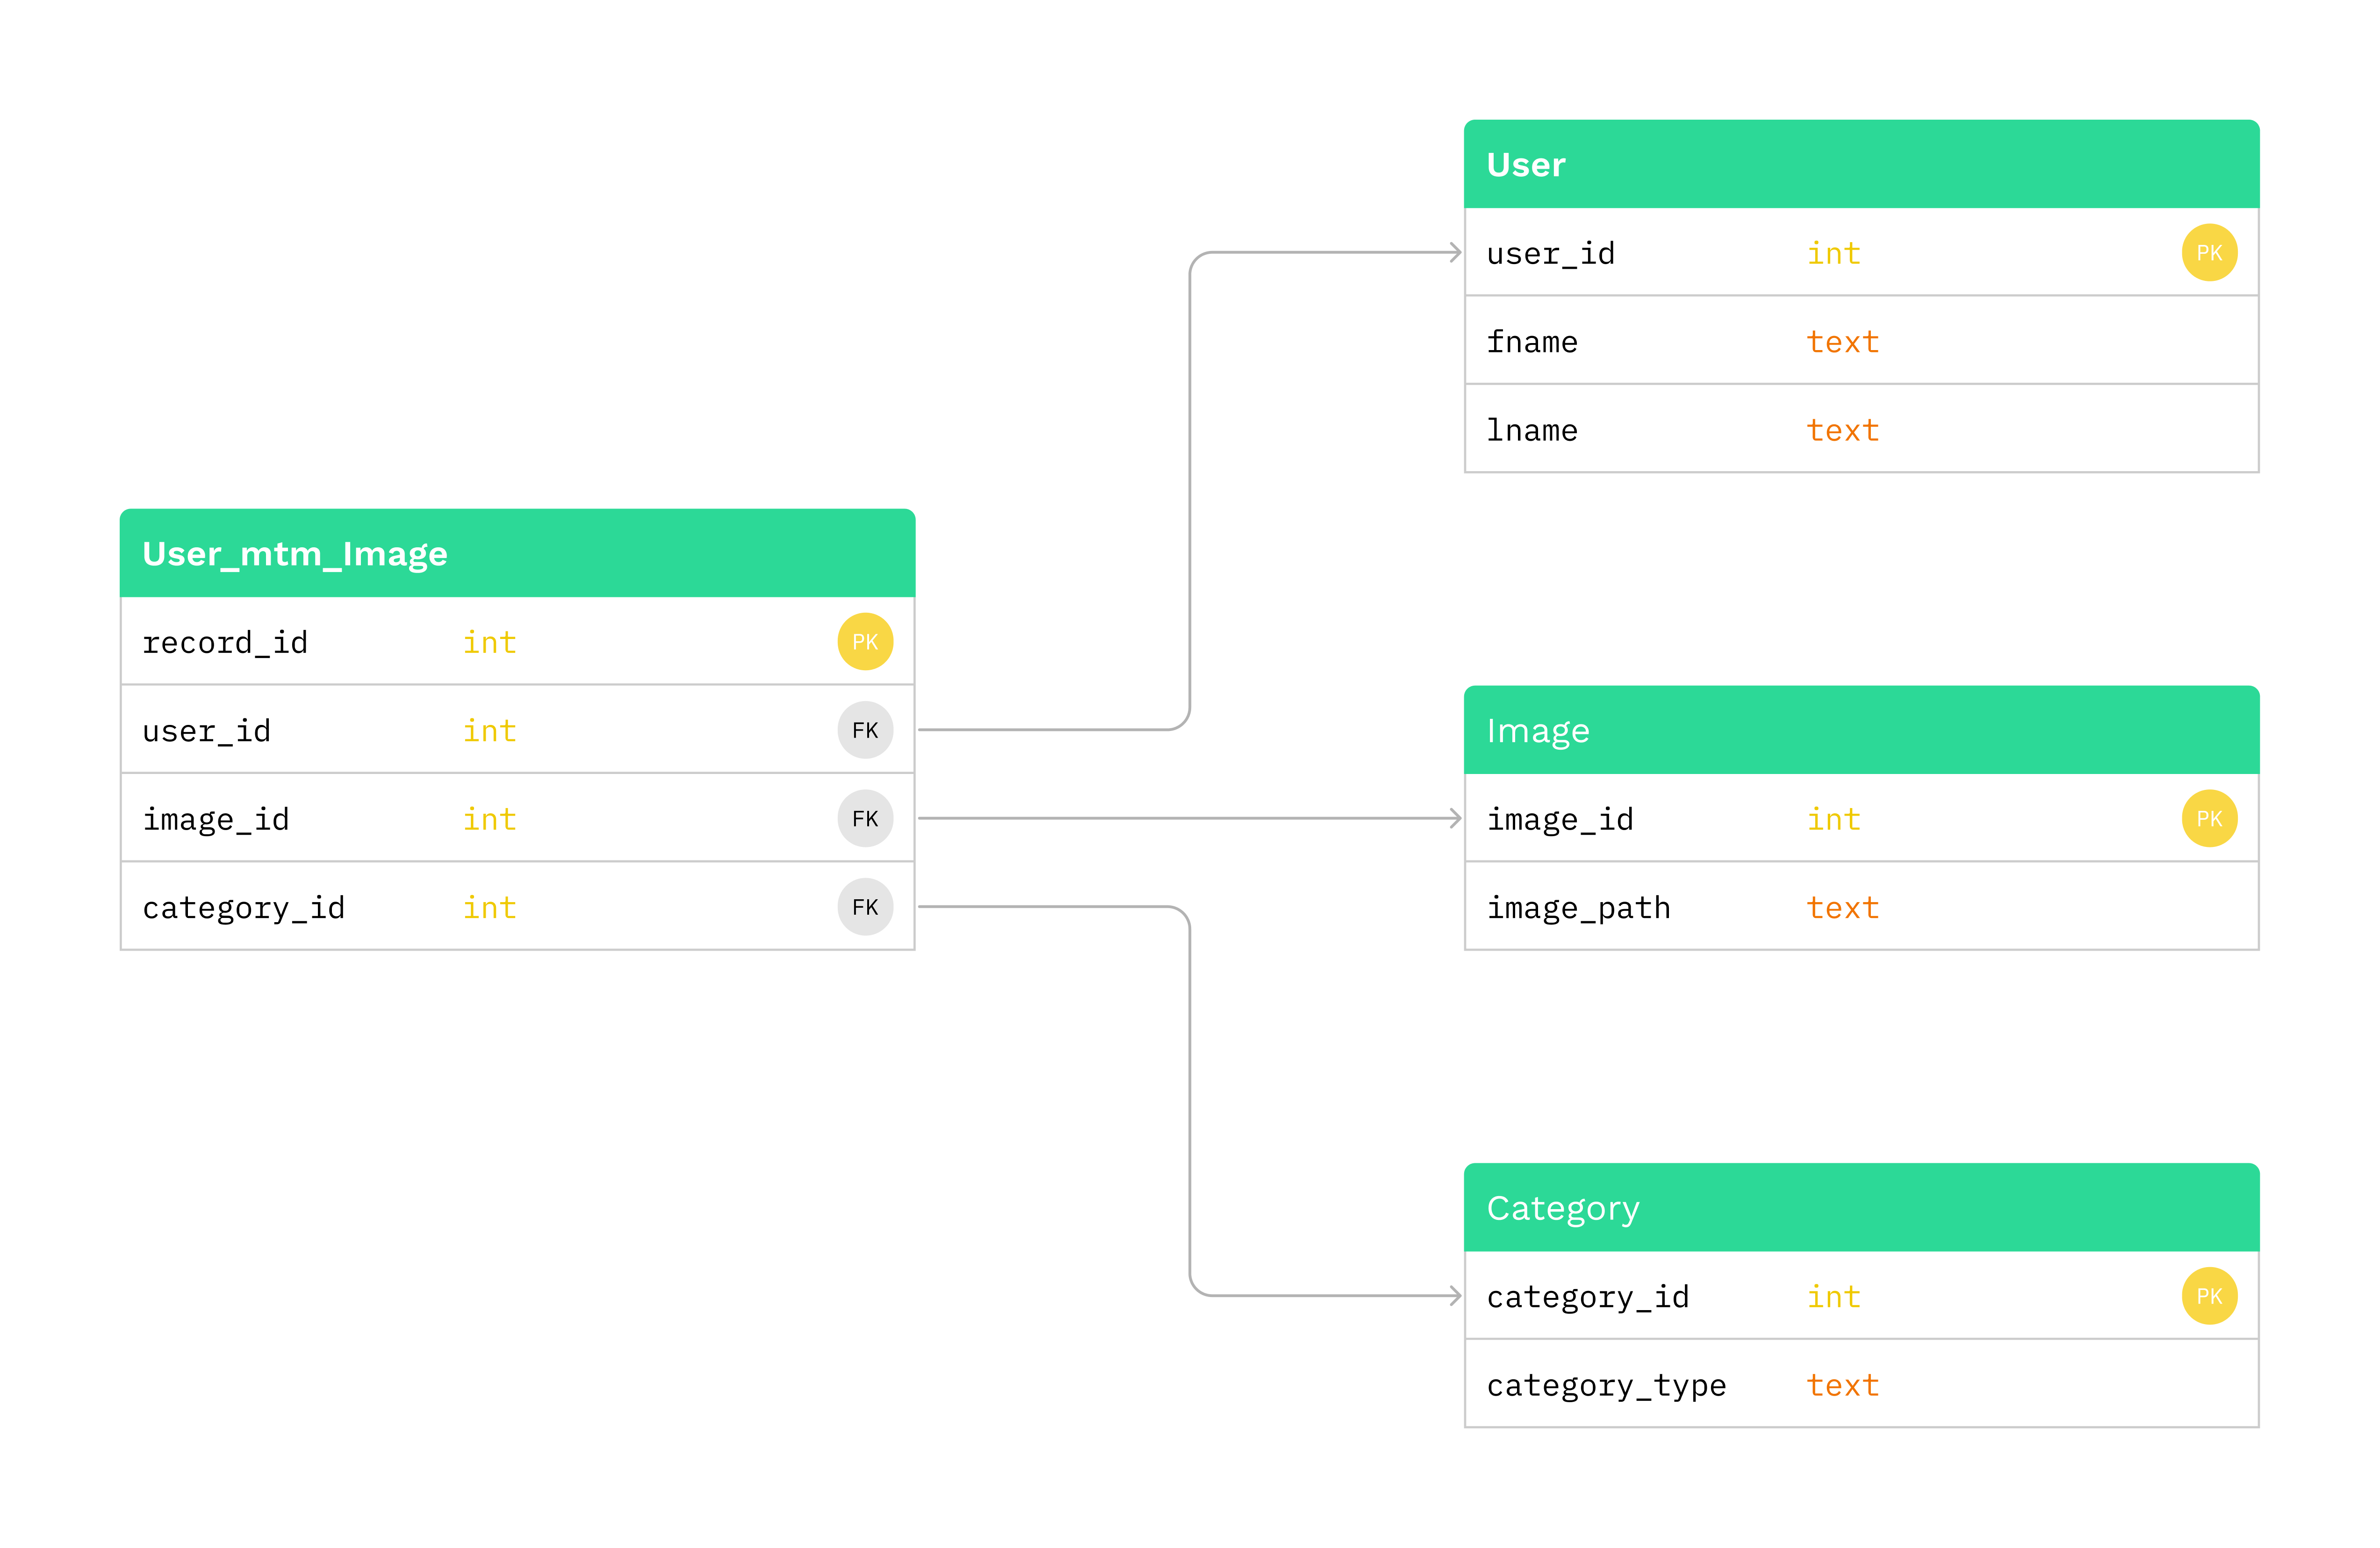 User
user_id int PK
fname text
lname text
User_mtm_Image
record_id int PK
user_id int FK
image_id int FK
category_id int FK
Image
image_id int PK
image_path text
Category
category_id int PK
category_type text